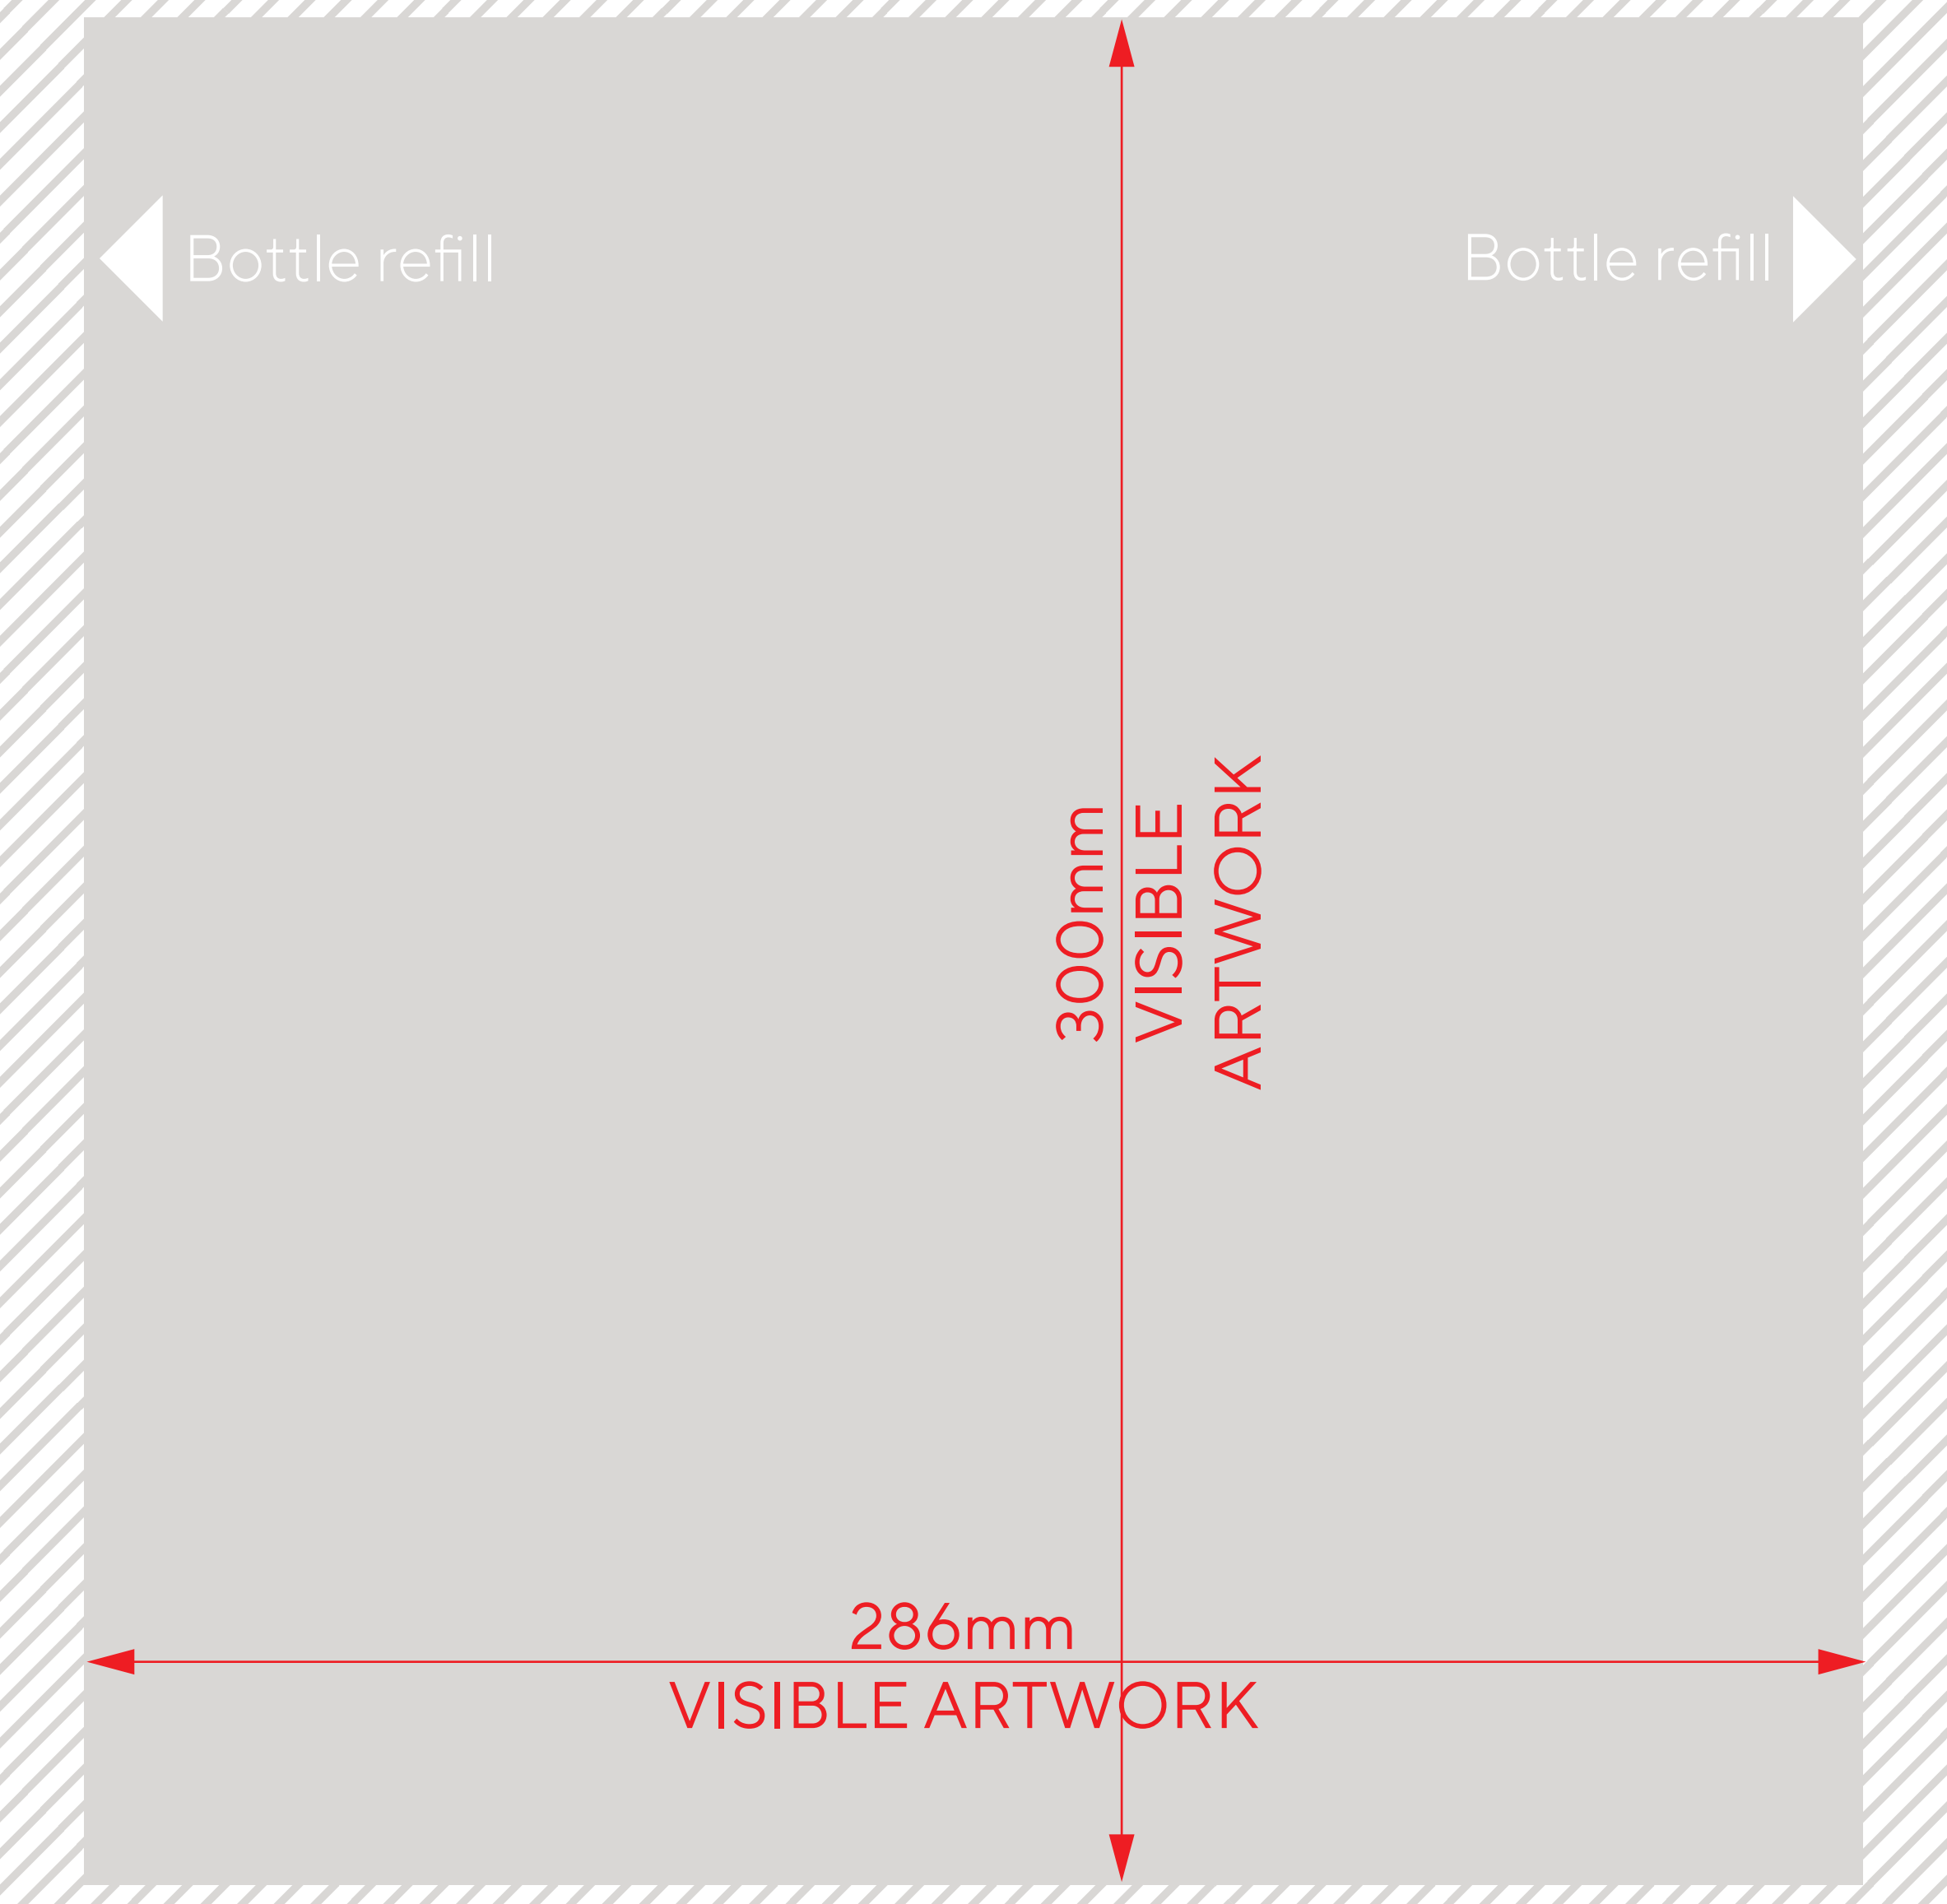 Bottle refill
Bottle refill
300mm
VISIBLE
ARTWORK
286mm
VISIBLE ARTWORK